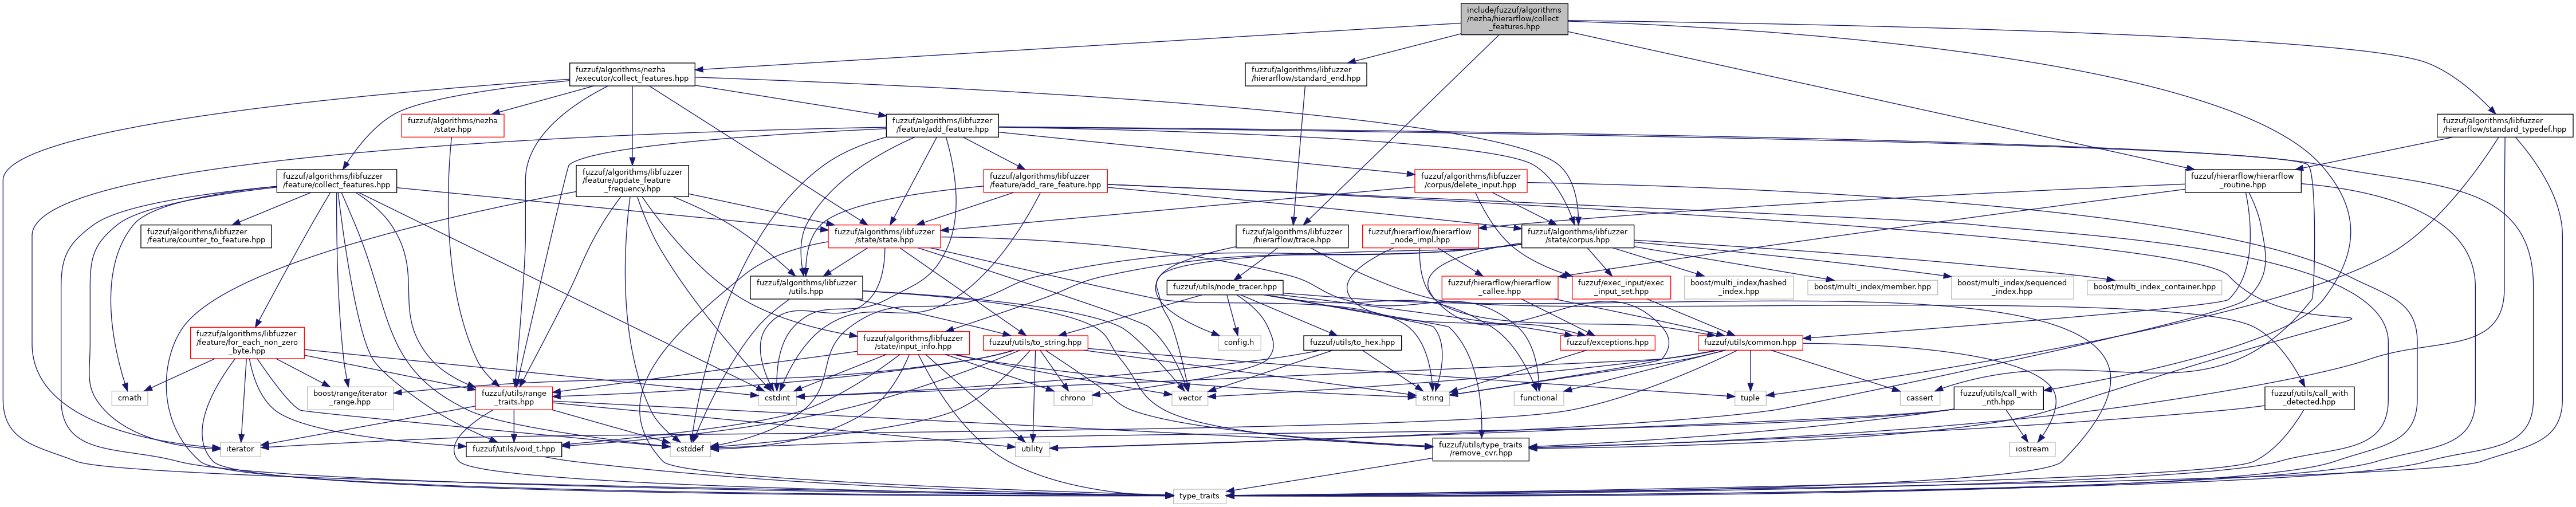 include/fuzzuf/algorithms
/nezha/hierarflow/collect
_features.hpp
fuzzuf/algorithms/nezha
/executor/collect_features.hpp
fuzzuf/algorithms/libfuzzer
/hierarflow/standard_end.hpp
fuzzuf/algorithms/nezha
/state.hpp
fuzzuf/algorithms/libfuzzer
/feature/add_feature.hpp
fuzzuf/algorithms/libfuzzer
/hierarflow/standard_typedef.hpp
fuzzuf/algorithms/libfuzzer
/feature/collect_features.hpp
fuzzuf/algorithms/libfuzzer
/feature/update_feature
_frequency.hpp
fuzzuf/algorithms/libfuzzer
/feature/add_rare_feature.hpp
fuzzuf/algorithms/libfuzzer
/corpus/delete_input.hpp
fuzzuf/hierarflow/hierarflow
_routine.hpp
fuzzuf/algorithms/libfuzzer
/feature/counter_to_feature.hpp
fuzzuf/algorithms/libfuzzer
/state/state.hpp
fuzzuf/algorithms/libfuzzer
/hierarflow/trace.hpp
fuzzuf/hierarflow/hierarflow
_node_impl.hpp
fuzzuf/algorithms/libfuzzer
/state/corpus.hpp
fuzzuf/algorithms/libfuzzer
/utils.hpp
fuzzuf/utils/node_tracer.hpp
fuzzuf/hierarflow/hierarflow
_callee.hpp
fuzzuf/exec_input/exec
_input_set.hpp
boost/multi_index/hashed
_index.hpp
boost/multi_index/member.hpp
boost/multi_index/sequenced
_index.hpp
boost/multi_index_container.hpp
fuzzuf/algorithms/libfuzzer
/feature/for_each_non_zero
_byte.hpp
fuzzuf/algorithms/libfuzzer
/state/input_info.hpp
fuzzuf/utils/to_string.hpp
config.h
fuzzuf/utils/to_hex.hpp
fuzzuf/exceptions.hpp
fuzzuf/utils/common.hpp
cmath
boost/range/iterator
_range.hpp
fuzzuf/utils/range
_traits.hpp
cstdint
chrono
vector
string
functional
tuple
cassert
fuzzuf/utils/call_with
_nth.hpp
fuzzuf/utils/call_with
_detected.hpp
iterator
fuzzuf/utils/void_t.hpp
cstddef
utility
fuzzuf/utils/type_traits
/remove_cvr.hpp
iostream
type_traits